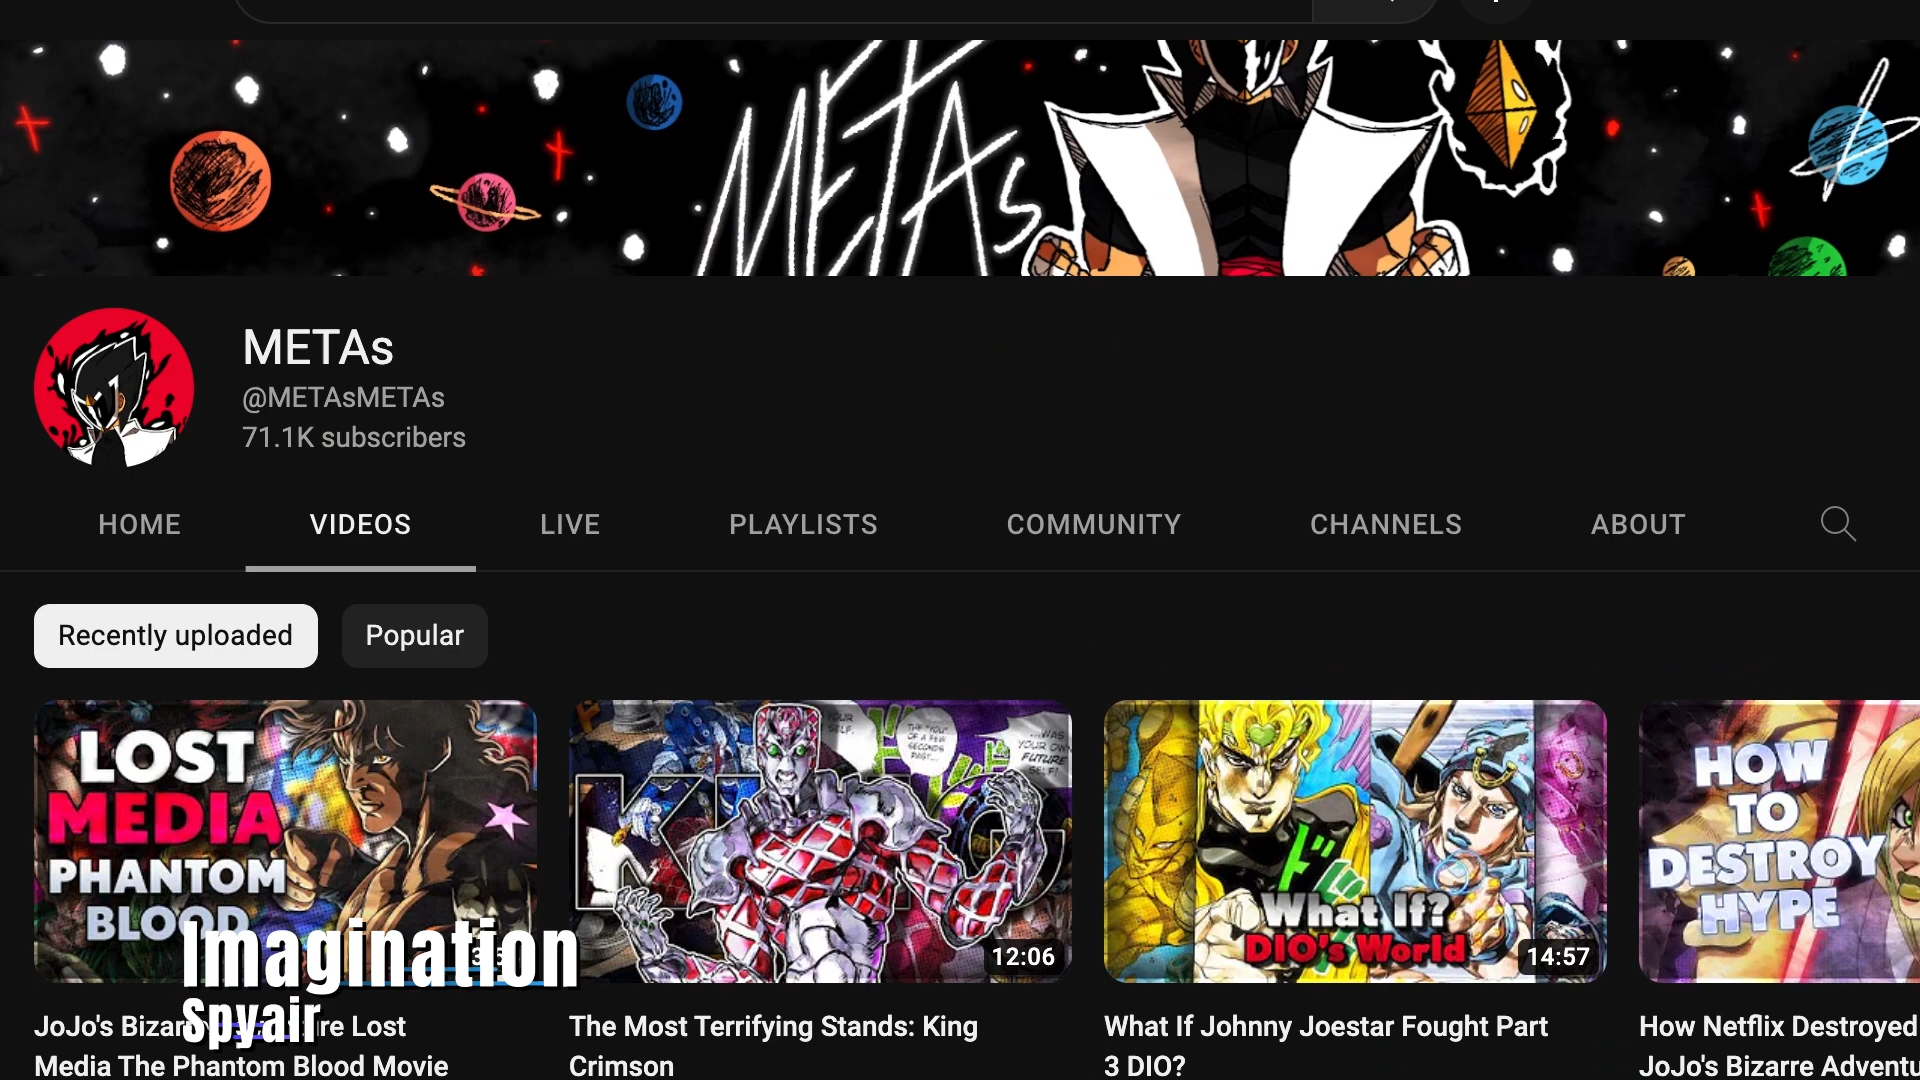 METAs
METAs
@METAsMETAs
71.1K subscribers
HOME VIDEOS LIVE PLAYLISTS COMMUNITY CHANNELS ABOUT
Recently uploaded Popular
LOST
MEDIA
PHANTOM
BLOOD
12:06
What If?
DIO's World
14:57
HOW
TO
DESTROY
HYPE
Imagination
Spyair
JoJo's Lost
Media The Phantom Blood Movie
The Most Terrifying Stands: King
Crimson
What If Johnny Joestar Fought Part
3 DIO?
How Netflix Destroyed
JoJo's Bizarre